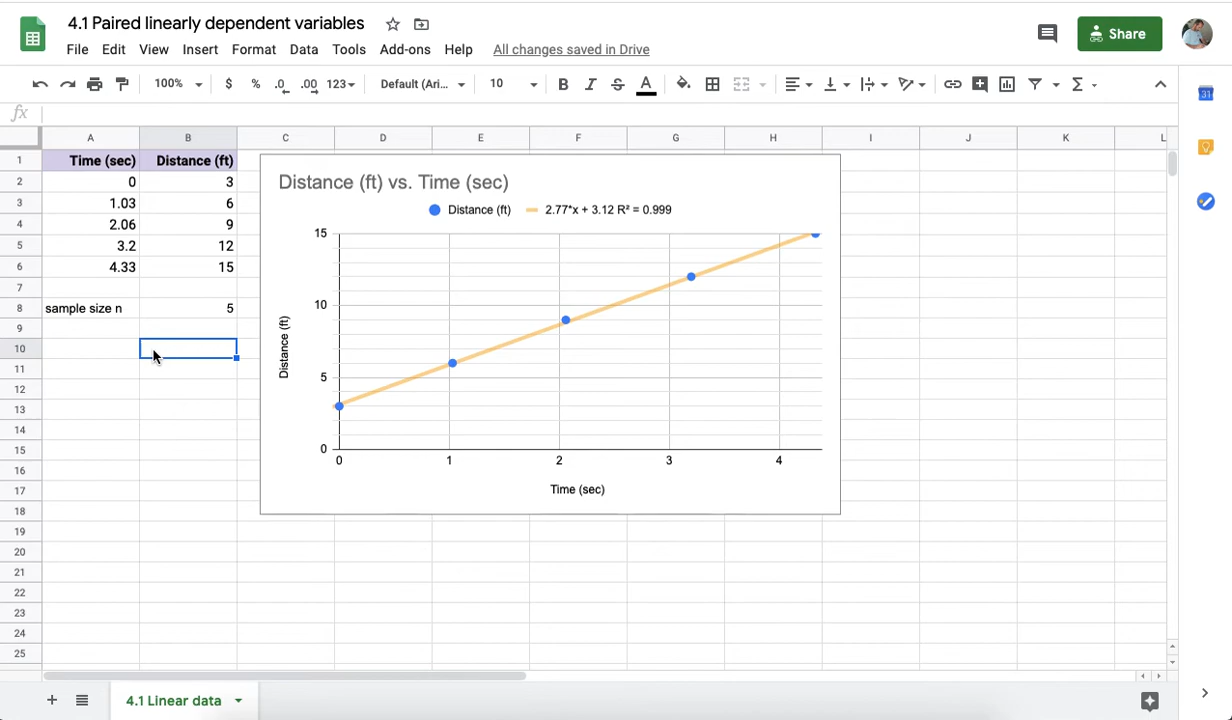 4.1 Paired linearly dependent variables
File Edit View Insert Format Data Tools Add-ons Help All changes saved in Drive
Share
100% $ % .0 .00 123 Default (Ari... 10 B I S A Σ
31
fx
A B C D E F G H I J K L
1 Time (sec) Distance (ft)
2 0 3
3 1.03 6
4 2.06 9
5 3.2 12
6 4.33 15
7
8 sample size n 5
9
10
11
12
13
14
15
16
17
18
19
20
21
22
23
24
25
Distance (ft) vs. Time (sec)
Distance (ft) 2.77*x + 3.12 R² = 0.999
15
10
5
0
Distance (ft)
0 1 2 3 4
Time (sec)
4.1 Linear data